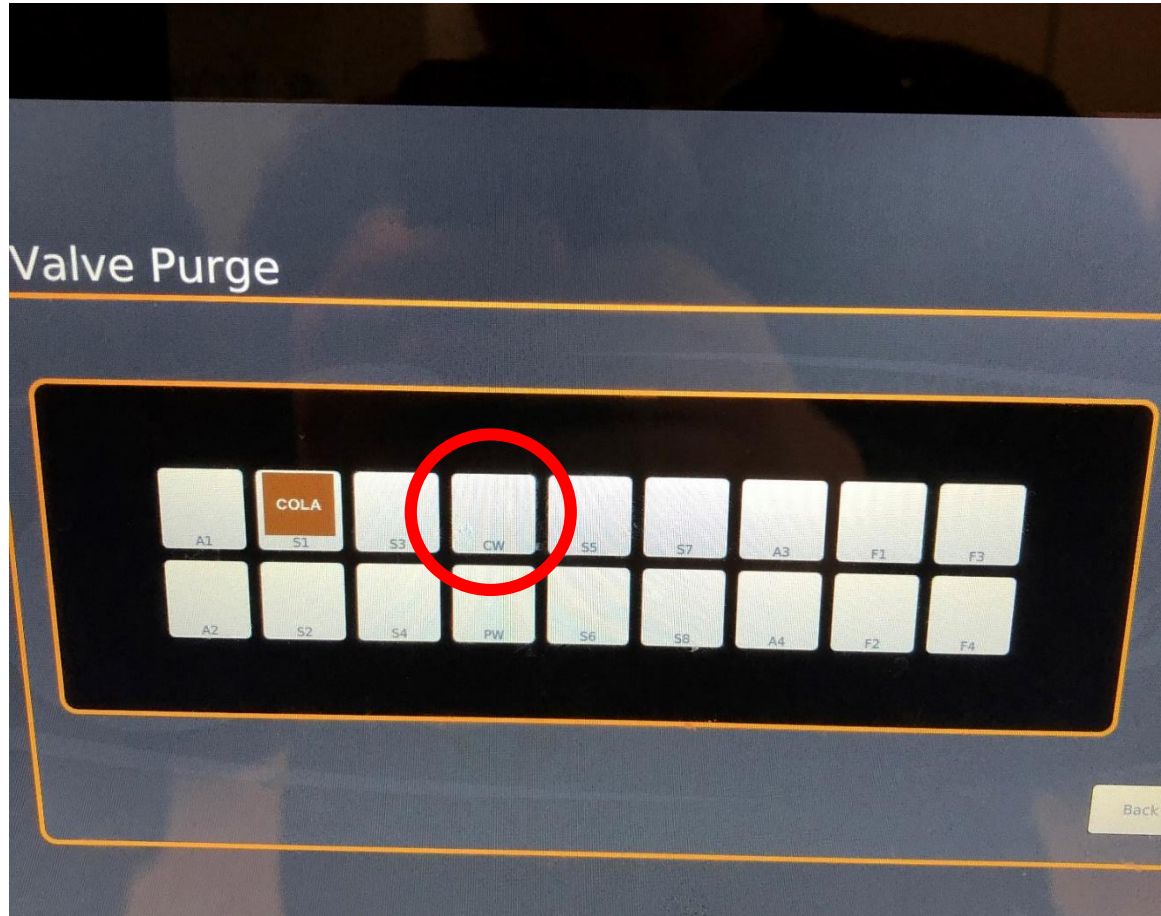 Valve Purge
COLA
A1 S1 S3 CW S5 S7 A3 F1 F3
A2 S2 S4 PW S6 S8 A4 F2 F4
Back